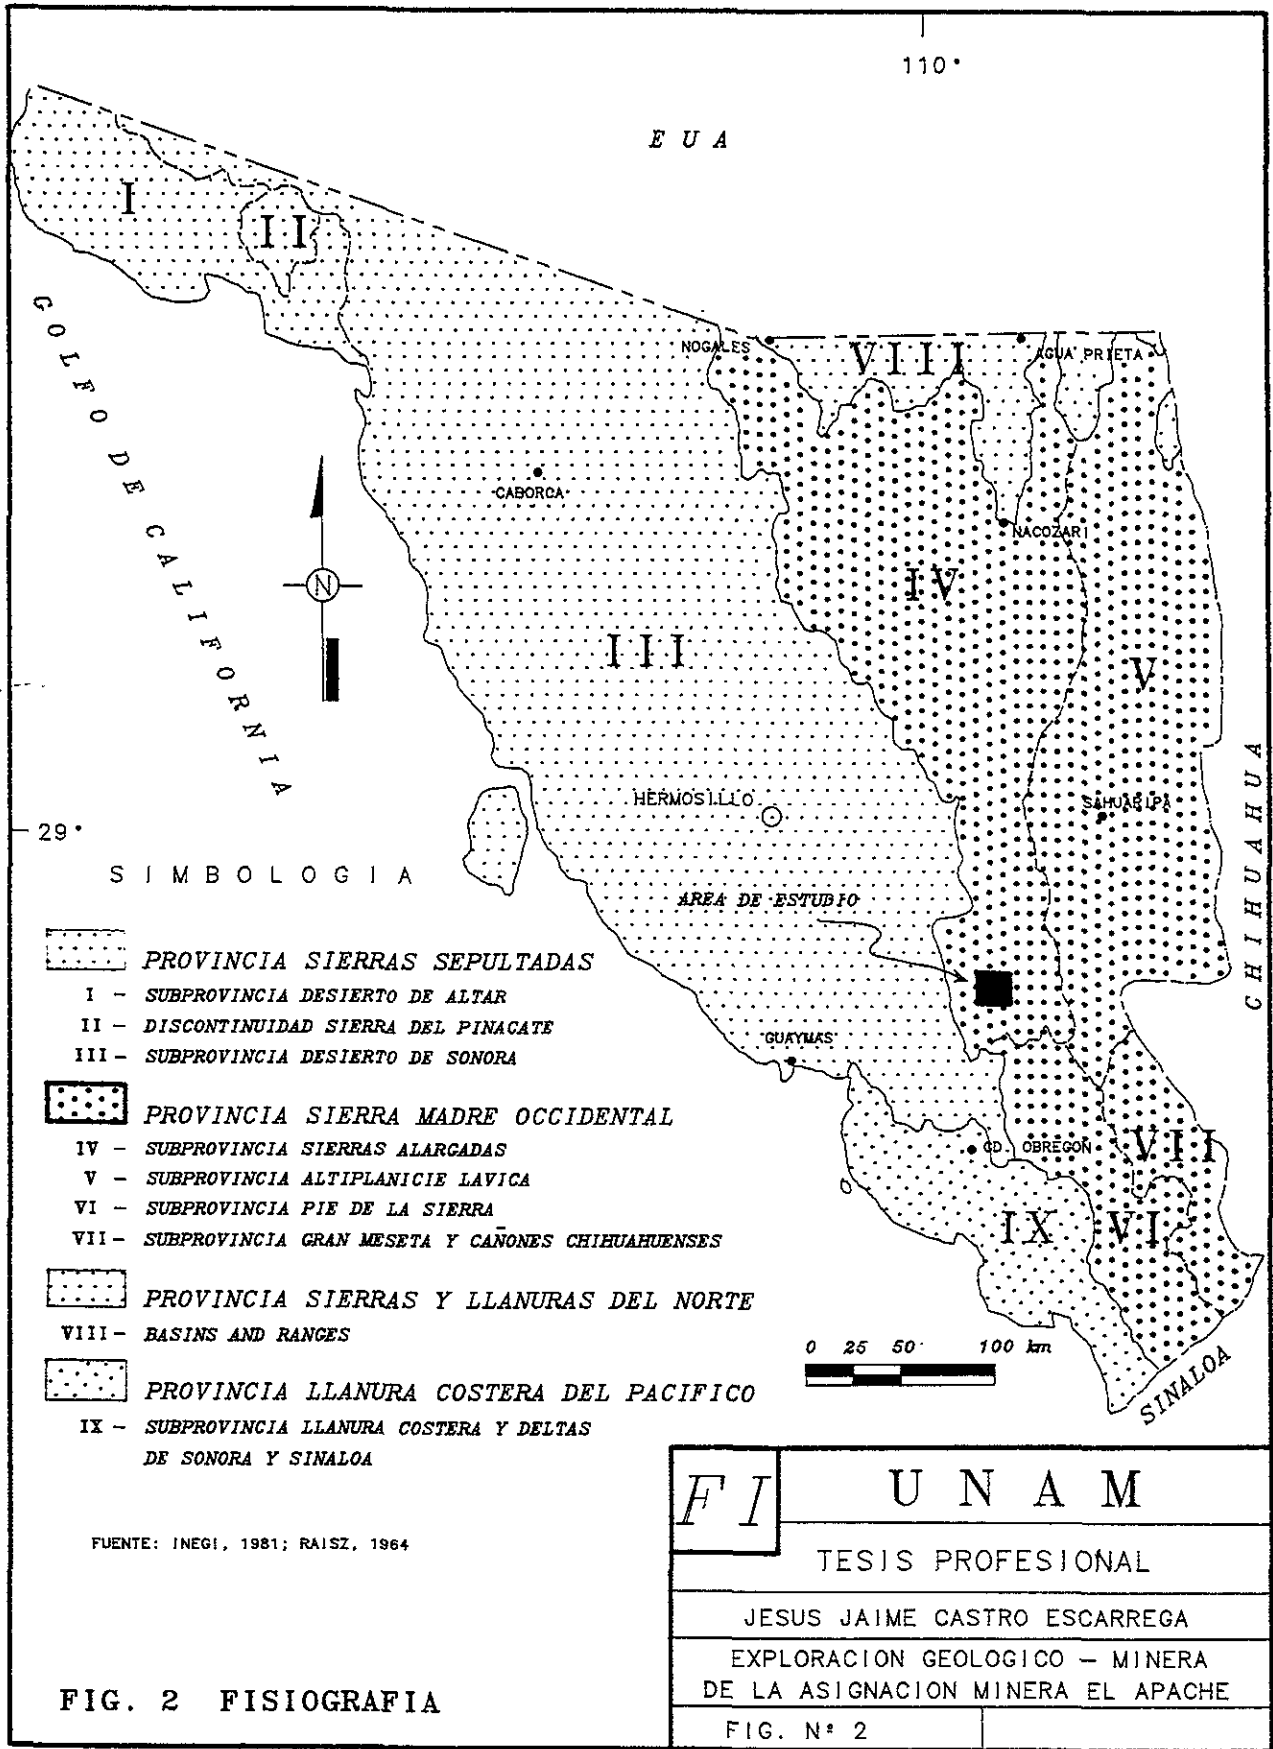 110°
E U A
I
II
GOLFO DE CALIFORNIA
NOGALES
VIII
AGUA PRIETA
CABORCA
NACOZARI
N
IV
III
V
HERMOSILLO
SAHUARIPA
CHIHUAHUA
29°
AREA DE ESTUDIO
GUAYMAS
CD. OBREGON
VII
IX
VI
SINALOA
0 25 50 100 km
SIMBOLOGIA
PROVINCIA SIERRAS SEPULTADAS
I - SUBPROVINCIA DESIERTO DE ALTAR
II - DISCONTINUIDAD SIERRA DEL PINACATE
III - SUBPROVINCIA DESIERTO DE SONORA
PROVINCIA SIERRA MADRE OCCIDENTAL
IV - SUBPROVINCIA SIERRAS ALARGADAS
V - SUBPROVINCIA ALTIPLANICIE LAVICA
VI - SUBPROVINCIA PIE DE LA SIERRA
VII - SUBPROVINCIA GRAN MESETA Y CAÑONES CHIHUAHUENSES
PROVINCIA SIERRAS Y LLANURAS DEL NORTE
VIII - BASINS AND RANGES
PROVINCIA LLANURA COSTERA DEL PACIFICO
IX - SUBPROVINCIA LLANURA COSTERA Y DELTAS
DE SONORA Y SINALOA
FUENTE: INEGI, 1981; RAISZ, 1964
FIG. 2 FISIOGRAFIA
FI
UNAM
TESIS PROFESIONAL
JESUS JAIME CASTRO ESCARREGA
EXPLORACION GEOLOGICO - MINERA
DE LA ASIGNACION MINERA EL APACHE
FIG. Nº 2